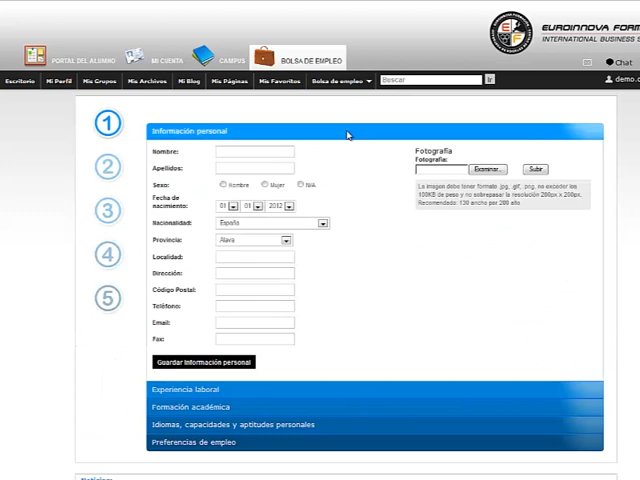 EUROINNOVA FORM
INTERNATIONAL BUSINESS S
PORTAL DEL ALUMNO
MI CUENTA
CAMPUS
BOLSA DE EMPLEO
Chat
Escritorio Mi Perfil Mis Grupos Mis Archivos Mi Blog Mis Páginas Mis Favoritos Bolsa de empleo Buscar Ir demo.c
1
Información personal
2
3
4
5
Nombre:
Apellidos:
Sexo: Hombre Mujer N/A
Fecha de
nacimiento: 01 01 2012
Nacionalidad: España
Provincia: Alava
Localidad:
Dirección:
Código Postal:
Teléfono:
Email:
Fax:
Fotografía
Fotografía:
Examinar... Subir
La imagen debe tener formato .jpg, .gif, .png, no exceder los
100KB de peso y no sobrepasar la resolución 200px x 200px.
Recomendado: 130 ancho por 200 alto
Guardar Información personal
Experiencia laboral
Formación académica
Idiomas, capacidades y aptitudes personales
Preferencias de empleo
Noticias: